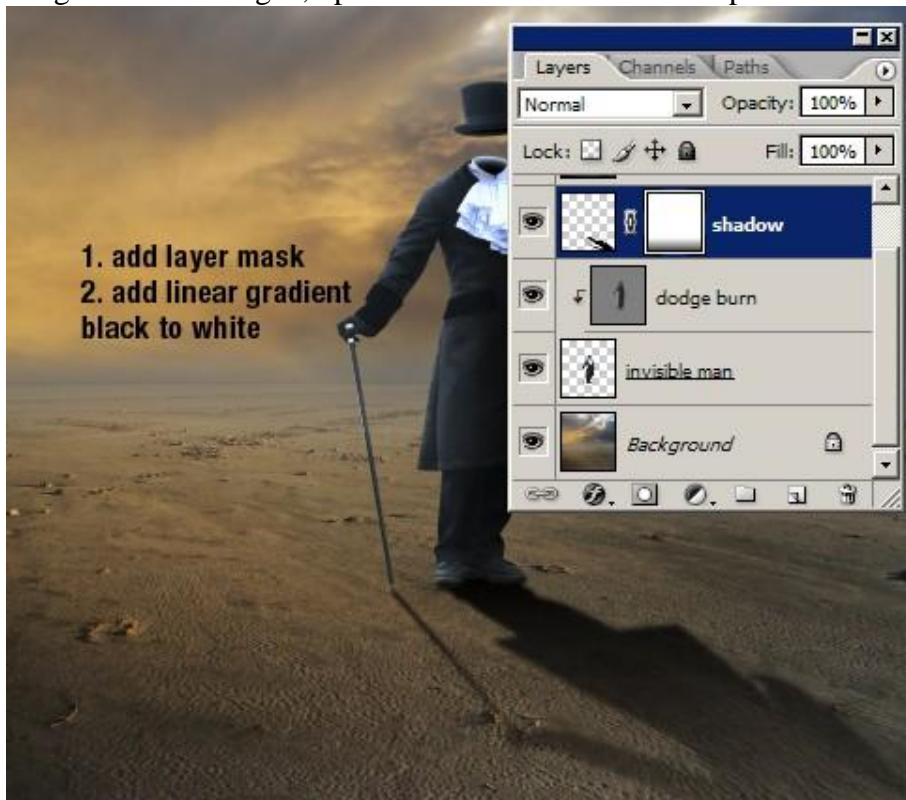 Layers Channels Paths
Normal Opacity: 100%
Lock: Fill: 100%
shadow
1. add layer mask
2. add linear gradient
black to white
dodge burn
invisible man
Background